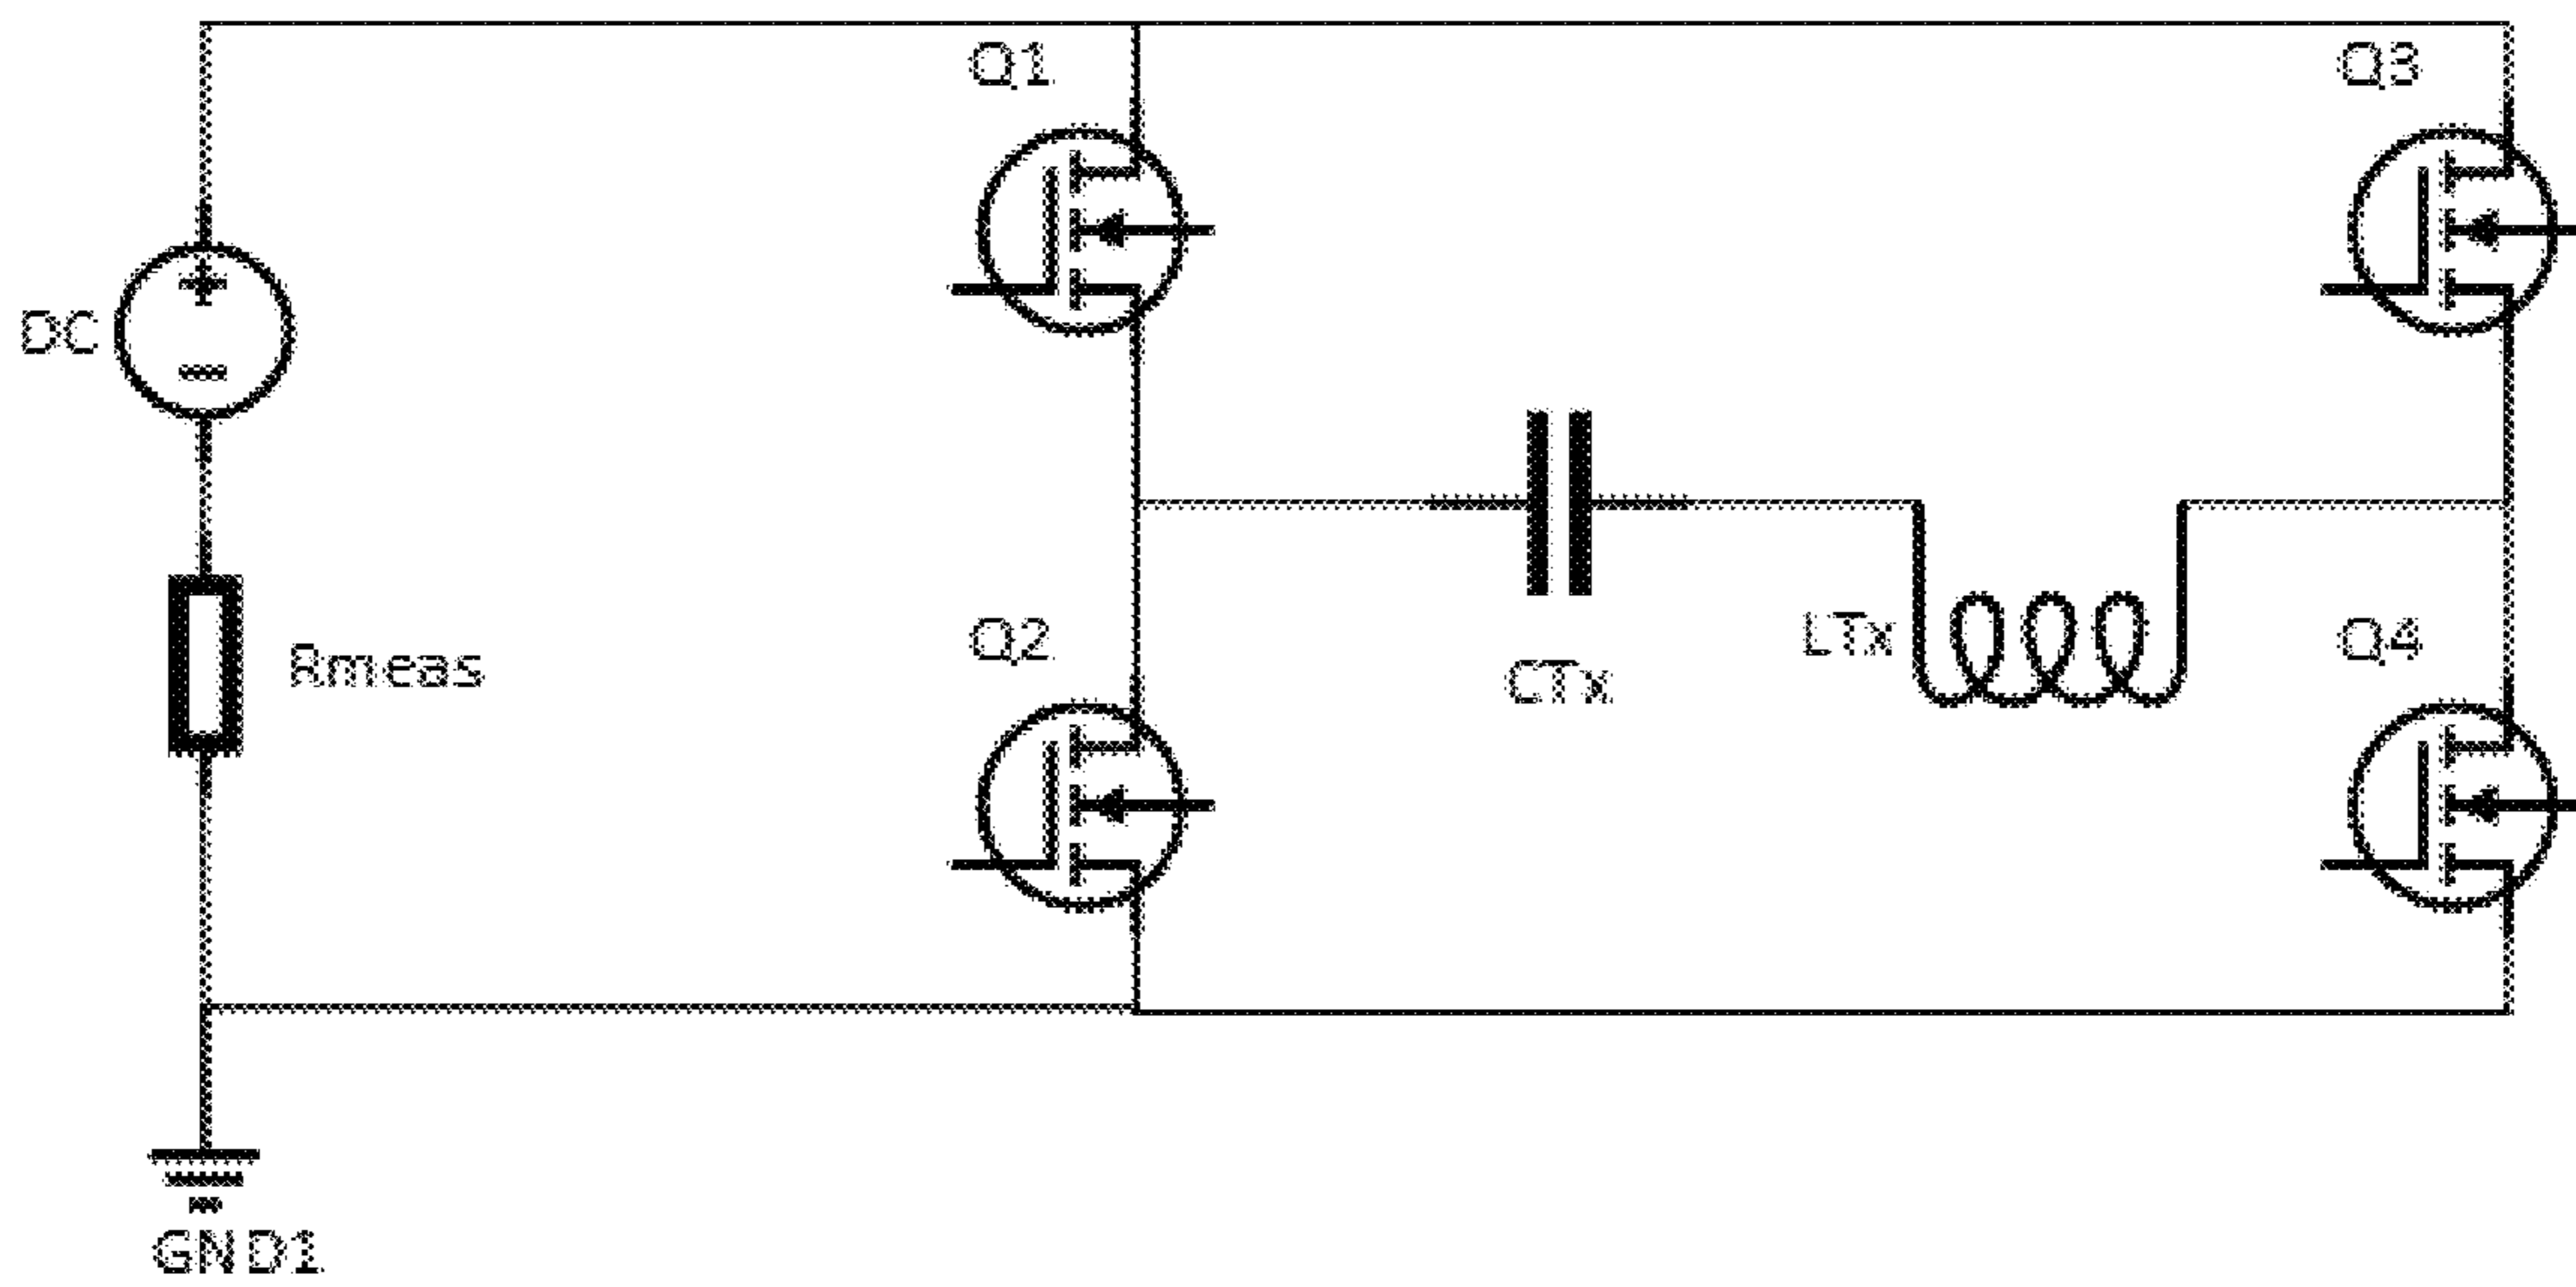 Q1
Q3
DC
Rmeas
Q2
CTx
LTx
Q4
GND1